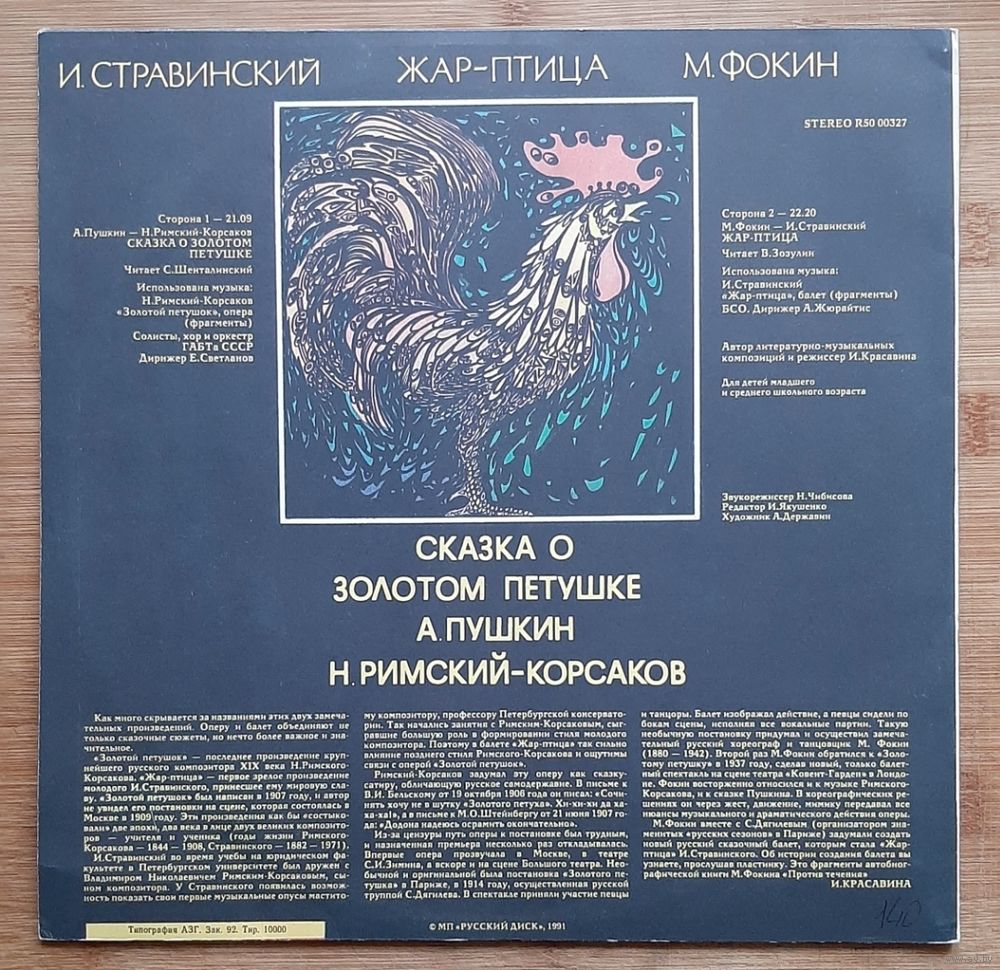 И. СТРАВИНСКИЙ ЖАР-ПТИЦА М. ФОКИН
STEREO R50 00327
Сторона 1 — 21.09
А.Пушкин — Н.Римский-Корсаков
СКАЗКА О ЗОЛОТОМ
ПЕТУШКЕ
Читает С.Шенталинский
Использована музыка:
Н.Римский-Корсаков
«Золотой петушок», опера
(фрагменты)
Солисты, хор и оркестр
ГАБТа СССР
Дирижер Е.Светланов
Сторона 2 — 22.20
М.Фокин — И.Стравинский
ЖАР-ПТИЦА
Читает В.Зозулин
Использована музыка:
И.Стравинский
«Жар-птица», балет (фрагменты)
БСО. Дирижер А.Жюрайтис
Автор литературно-музыкальных
композиций и режиссер И.Красавина
Для детей младшего
и среднего школьного возраста
Звукорежиссер Н.Чибисова
Редактор И.Якушенко
Художник А.Державин
СКАЗКА О
ЗОЛОТОМ ПЕТУШКЕ
А. ПУШКИН
Н. РИМСКИЙ-КОРСАКОВ
Как много скрывается за названиями этих двух замеча-
тельных произведений. Оперу и балет объединяют не
только сказочные сюжеты, но нечто более важное и зна-
чительное.
«Золотой петушок» — последнее произведение круп-
нейшего русского композитора XIX века Н.Римского-
Корсакова. «Жар-птица» — первое зрелое произведение
молодого И.Стравинского, принесшее ему мировую сла-
ву. «Золотой петушок» был написан в 1907 году, и автор
не увидел его постановки на сцене, которая состоялась в
Москве в 1909 году. Эти произведения как бы «состыко-
вали» две эпохи, два века в лице двух великих компози-
торов — учителя и ученика (годы жизни Римского-
Корсакова — 1844 — 1908, Стравинского — 1882 — 1971).
И.Стравинский во время учебы на юридическом фа-
культете в Петербургском университете был дружен с
Владимиром Николаевичем Римским-Корсаковым, сы-
ном композитора. У Стравинского появилась возмож-
ность показать свои первые музыкальные опусы мастито-
му композитору, профессору Петербургской консервато-
рии. Так начались занятия с Римским-Корсаковым, сыг-
равшие большую роль в формировании стиля молодого
композитора. Поэтому в балете «Жар-птица» так сильно
влияние позднего стиля Римского-Корсакова и ощутимы
связи с оперой «Золотой петушок».
Римский-Корсаков задумал эту оперу как сказку-
сатиру, обличающую русское самодержавие. В письме к
В.И. Бельскому от 19 октября 1906 года он писал: «Сочи-
нять хочу не в шутку «Золотого петуха». Хи-хи-хи да ха-
ха-ха!», а в письме к М.О.Штейнбергу от 21 июня 1907 го-
да: «Додона надеюсь осрамить окончательно».
Из-за цензуры путь оперы к постановке был трудным,
и назначенная премьера несколько раз откладывалась.
Впервые опера прозвучала в Москве, в театре
С.И.Зимина, а вскоре и на сцене Большого театра. Нео-
бычной и оригинальной была постановка «Золотого пе-
тушка» в Париже, в 1914 году, осуществленная русской
труппой С.Дягилева. В спектакле приняли участие певцы
и танцоры. Балет изображал действие, а певцы сидели по
бокам сцены, исполняя все вокальные партии. Такую
необычную постановку придумал и осуществил замеча-
тельный русский хореограф и танцовщик М. Фокин
(1880 — 1942). Второй раз М.Фокин обратился к «Золо-
тому петушку» в 1937 году, сделав новый, только балет-
ный спектакль на сцене театра «Ковент-Гарден» в Лондо-
не. Фокин восторженно относился и к музыке Римского-
Корсакова, и к сказке Пушкина. В хореографических ре-
шениях он через жест, движение, мимику передавал все
нюансы музыкального и драматического действия оперы.
М.Фокин вместе с С.Дягилевым (организатором зна-
менитых «русских сезонов» в Париже) задумали создать
новый русский сказочный балет, которым стала «Жар-
птица» И.Стравинского. Об истории создания балета вы
узнаете, прослушав пластинку. Это фрагменты автобио-
графической книги М.Фокина «Против течения»
И.КРАСАВИНА
Типография АЗГ. Зак. 92. Тир. 10000
© МП «РУССКИЙ ДИСК», 1991